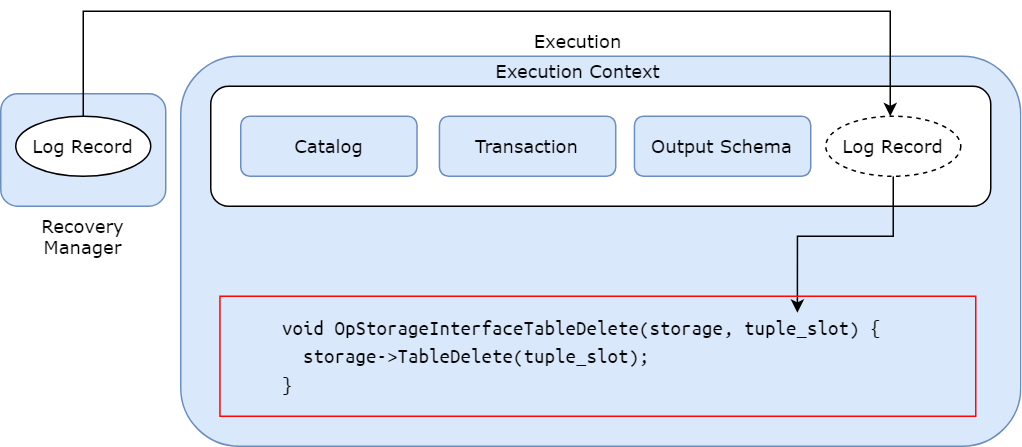 Execution
Execution Context
Log Record
Catalog
Transaction
Output Schema
Log Record
Recovery
Manager
void OpStorageInterfaceTableDelete(storage, tuple_slot) {
  storage->TableDelete(tuple_slot);
}